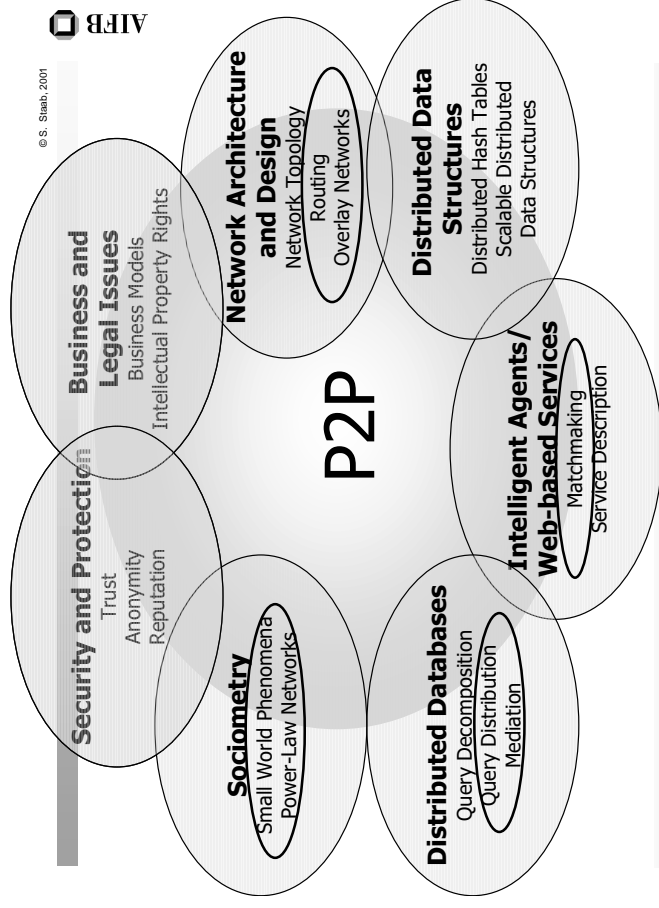 © S. Staab, 2001
AIFB
Security and Protection
Trust
Anonymity
Reputation
Business and
Legal Issues
Business Models
Intellectual Property Rights
Sociometry
Small World Phenomena
Power-Law Networks
Network Architecture
and Design
Network Topology
Routing
Overlay Networks
P2P
Distributed Databases
Query Decomposition
Query Distribution
Mediation
Intelligent Agents/
Web-based Services
Matchmaking
Service Description
Distributed Data
Structures
Distributed Hash Tables
Scalable Distributed
Data Structures